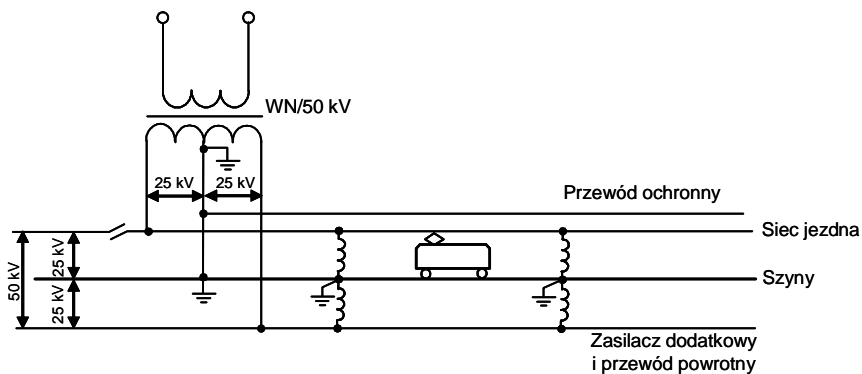 WN/50 kV
25 kV
25 kV
Przewód ochronny
Siec jezdna
25 kV
50 kV
Szyny
25 kV
Zasilacz dodatkowy
i przewód powrotny